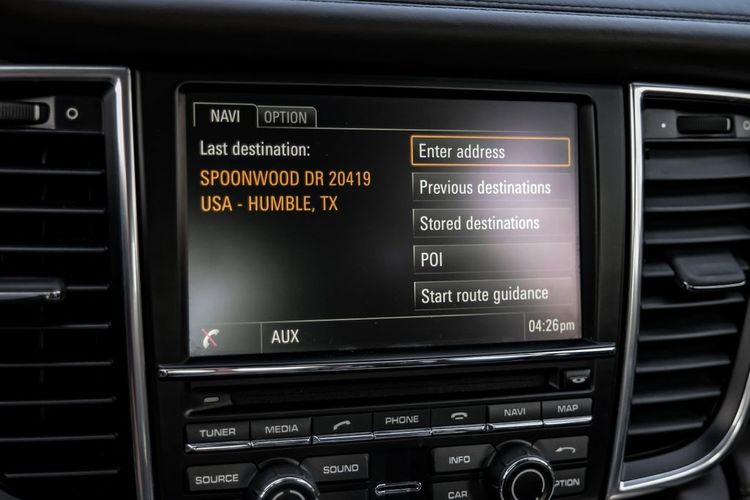 NAVI OPTION
Last destination:
SPOONWOOD DR 20419
USA - HUMBLE, TX
Enter address
Previous destinations
Stored destinations
POI
Start route guidance
AUX
04:26pm
TUNER MEDIA PHONE NAVI MAP
SOURCE SOUND INFO
CAR OPTION